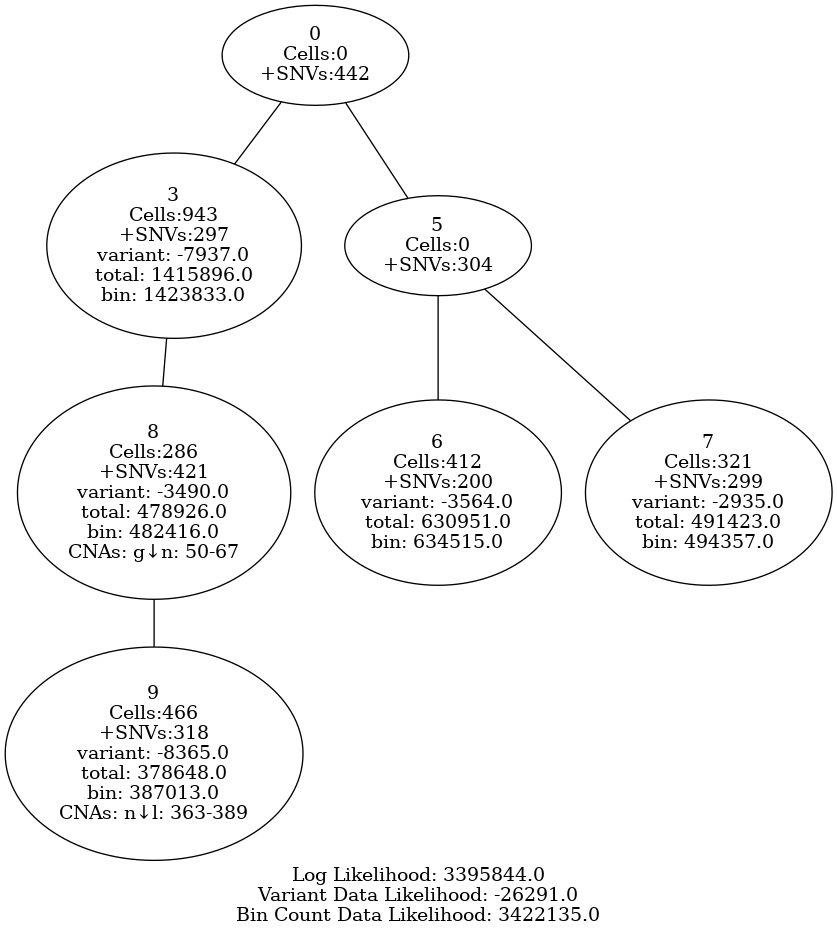 0
Cells:0
+SNVs:442
3
Cells:943
+SNVs:297
variant: -7937.0
total: 1415896.0
bin: 1423833.0
5
Cells:0
+SNVs:304
8
Cells:286
+SNVs:421
variant: -3490.0
total: 478926.0
bin: 482416.0
CNAs: g↓n: 50-67
6
Cells:412
+SNVs:200
variant: -3564.0
total: 630951.0
bin: 634515.0
7
Cells:321
+SNVs:299
variant: -2935.0
total: 491423.0
bin: 494357.0
9
Cells:466
+SNVs:318
variant: -8365.0
total: 378648.0
bin: 387013.0
CNAs: n↓l: 363-389
Log Likelihood: 3395844.0
Variant Data Likelihood: -26291.0
Bin Count Data Likelihood: 3422135.0